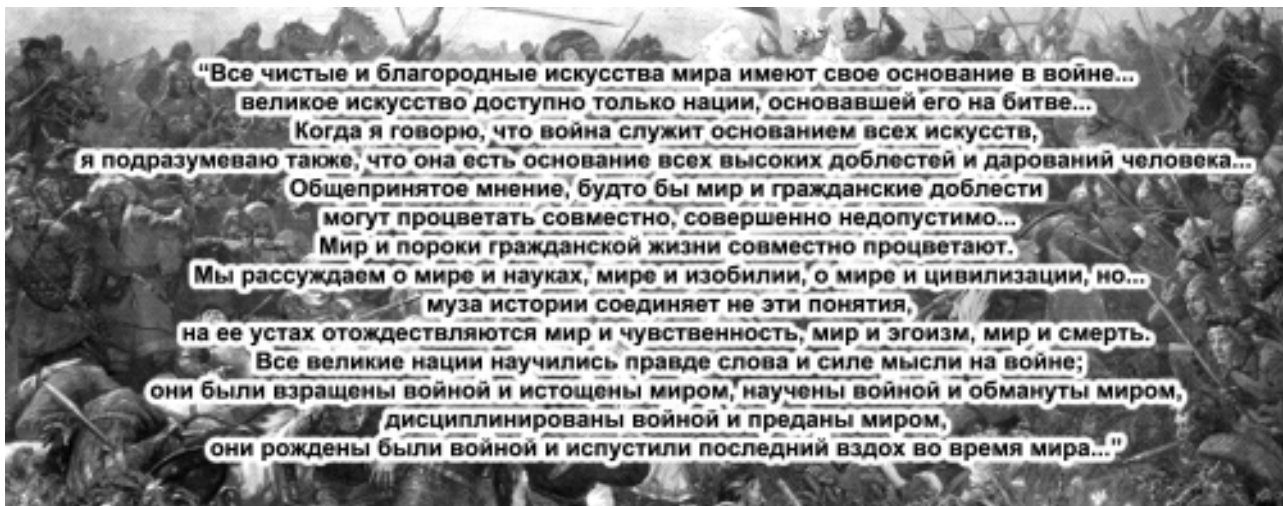 “Все чистые и благородные искусства мира имеют свое основание в войне...
великое искусство доступно только нации, основавшей его на битве...
Когда я говорю, что война служит основанием всех искусств,
я подразумеваю также, что она есть основание всех высоких доблестей и дарований человека...
Общепринятое мнение, будто бы мир и гражданские доблести
могут процветать совместно, совершенно недопустимо...
Мир и пороки гражданской жизни совместно процветают.
Мы рассуждаем о мире и науках, мире и изобилии, о мире и цивилизации, но...
муза истории соединяет не эти понятия,
на ее устах отождествляются мир и чувственность, мир и эгоизм, мир и смерть.
Все великие нации научились правде слова и силе мысли на войне;
они были взращены войной и истощены миром, научены войной и обмануты миром,
дисциплинированы войной и преданы миром,
они рождены были войной и испустили последний вздох во время мира...”